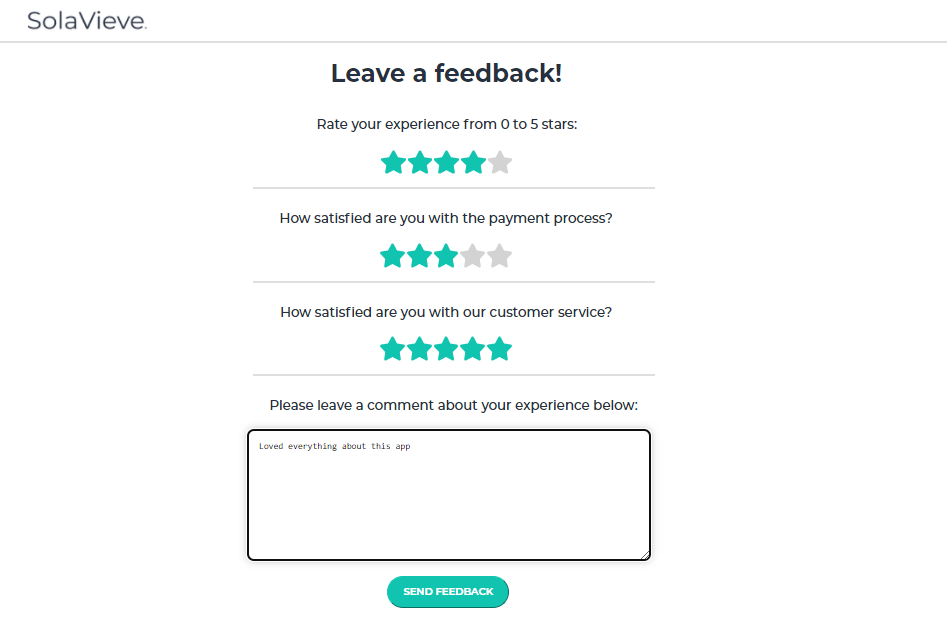 SolaVieve.
Leave a feedback!
Rate your experience from 0 to 5 stars:
How satisfied are you with the payment process?
How satisfied are you with our customer service?
Please leave a comment about your experience below:
Loved everything about this app
SEND FEEDBACK